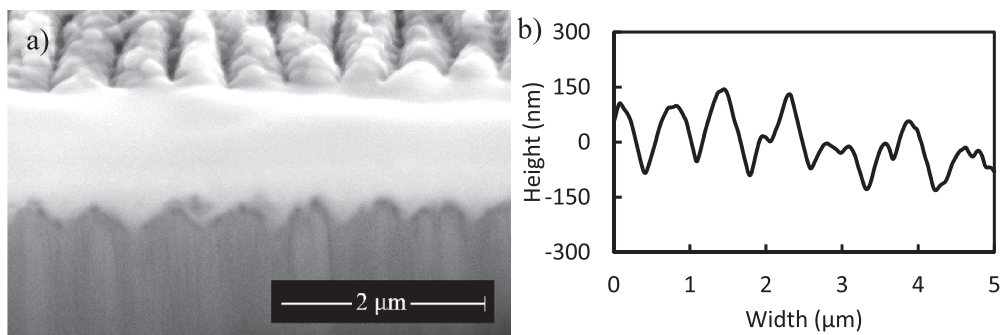 a)
2 μm
b)
300
150
0
-150
-300
Height (nm)
0 1 2 3 4 5
Width (μm)